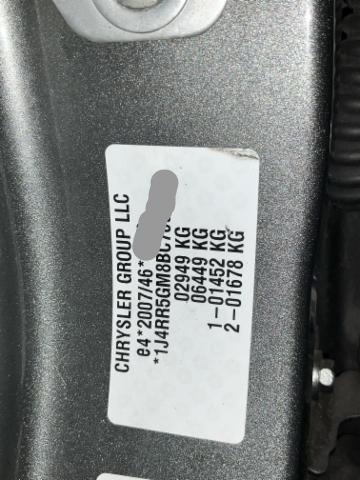 CHRYSLER GROUP LLC
e4*2007/46*
*1J4RR5GM8BC
02949 KG
06449 KG
1-01452 KG
2-01678 KG